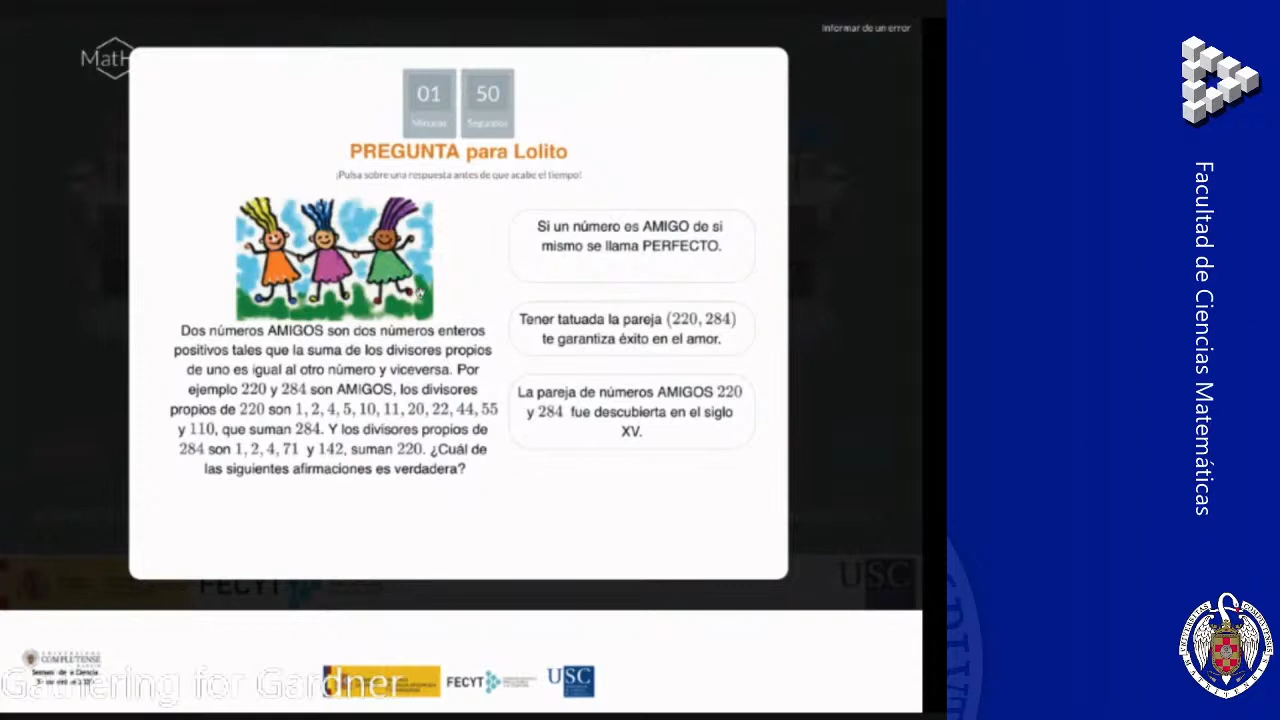 Informar de un error
MatH
01
50
Minutos
Segundos
PREGUNTA para Lolito
¡Pulsa sobre una respuesta antes de que acabe el tiempo!
Dos números AMIGOS son dos números enteros
positivos tales que la suma de los divisores propios
de uno es igual al otro número y viceversa. Por
ejemplo 220 y 284 son AMIGOS, los divisores
propios de 220 son 1, 2, 4, 5, 10, 11, 20, 22, 44, 55
y 110, que suman 284. Y los divisores propios de
284 son 1, 2, 4, 71 y 142, suman 220. ¿Cuál de
las siguientes afirmaciones es verdadera?
Si un número es AMIGO de si
mismo se llama PERFECTO.
Tener tatuada la pareja (220, 284)
te garantiza éxito en el amor.
La pareja de números AMIGOS 220
y 284 fue descubierta en el siglo
XV.
FECYT
USC
COMPLUTENSE
Gathering for Gardner
FECYT
USC
Facultad de Ciencias Matemáticas